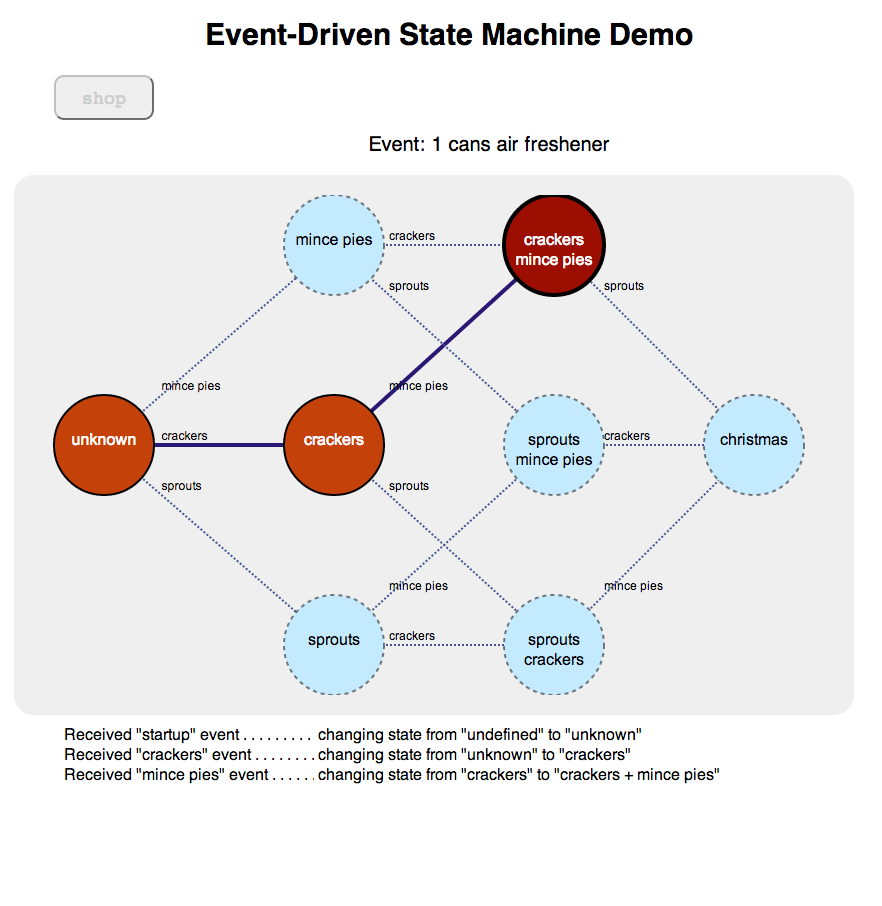 Event-Driven State Machine Demo
shop
Event: 1 cans air freshener
mince pies
crackers
crackers
mince pies
sprouts
sprouts
mince pies
mince pies
unknown
crackers
crackers
sprouts
mince pies
crackers
christmas
sprouts
sprouts
mince pies
mince pies
sprouts
crackers
sprouts
crackers
Received "startup" event . . . . . . . . . changing state from "undefined" to "unknown"
Received "crackers" event . . . . . . . . changing state from "unknown" to "crackers"
Received "mince pies" event . . . . . . changing state from "crackers" to "crackers + mince pies"